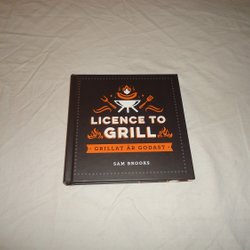 LICENCE TO
GRILL
GRILLAT ÄR GODAST
SAM BROOKS